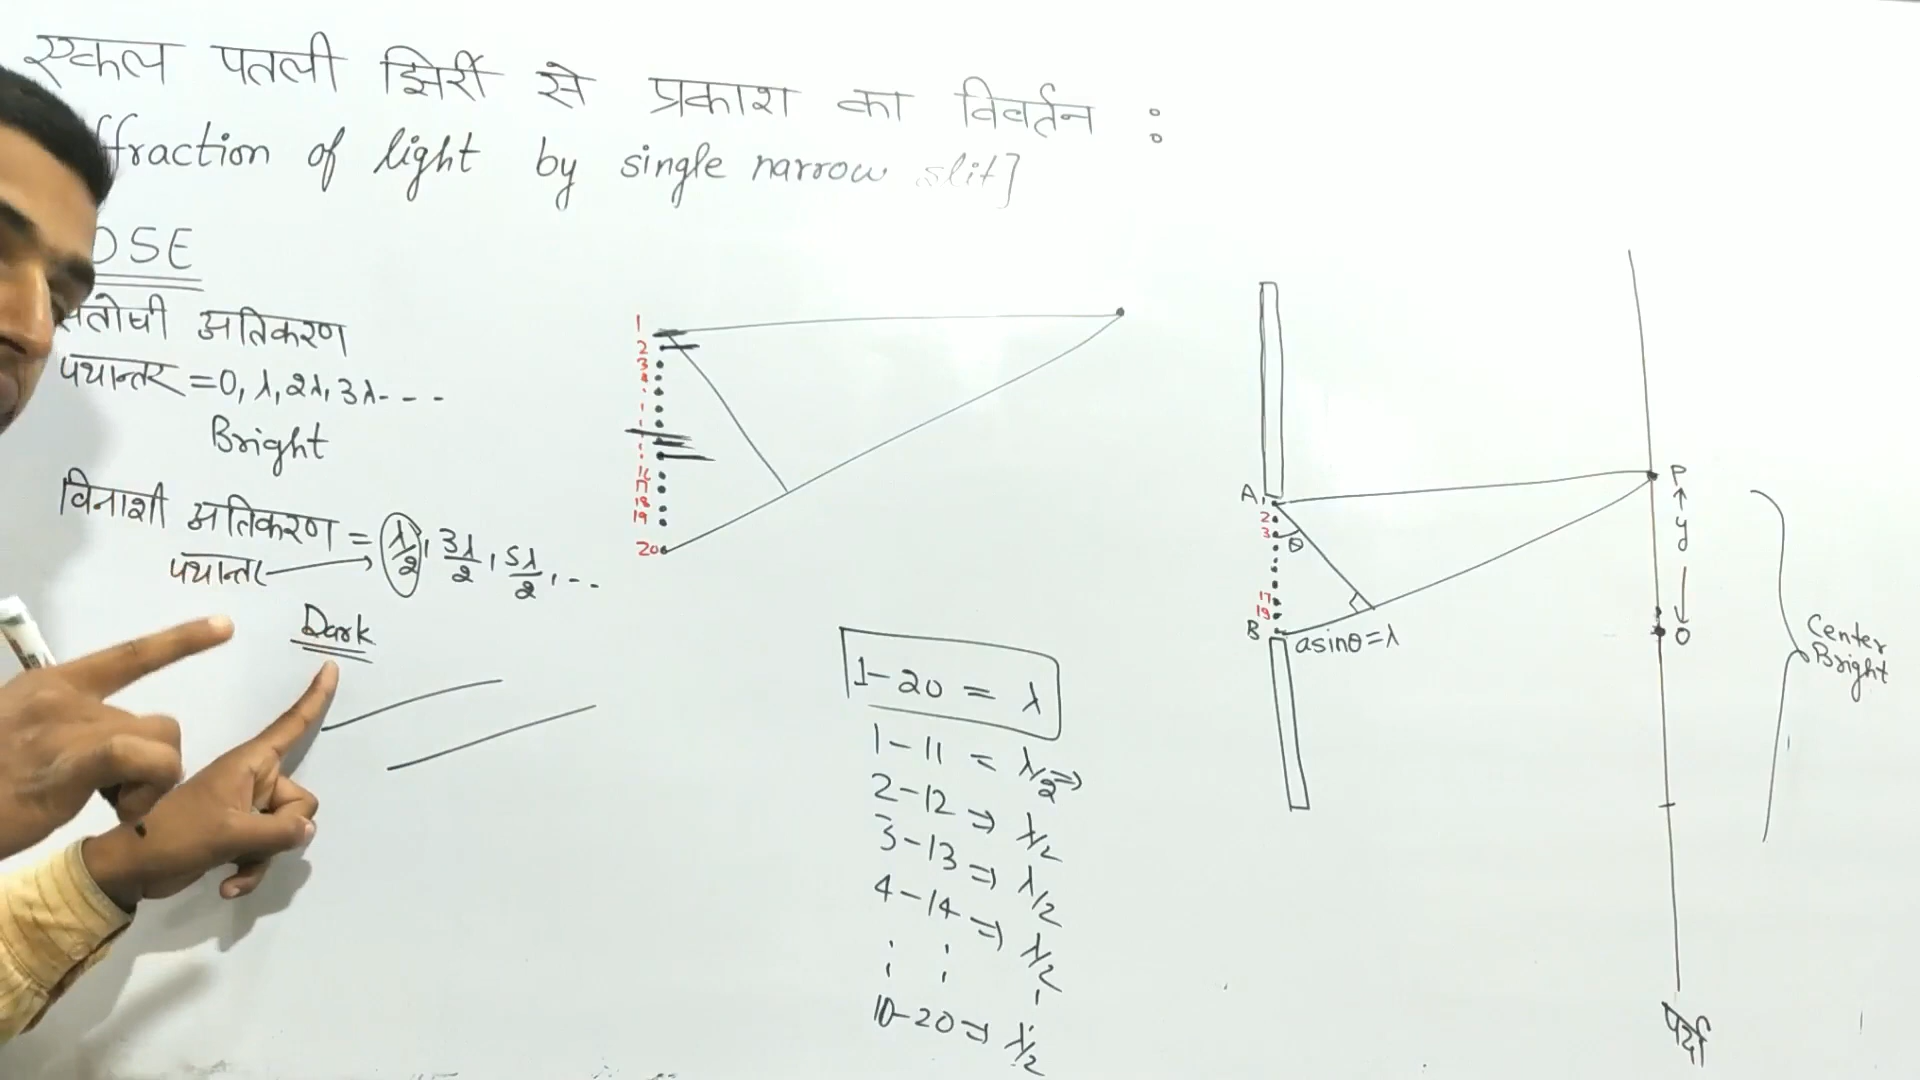 एकल पतली झिर्री से प्रकाश का विवर्तन :
ffraction of light by single narrow slit]
DSE
संतोषी अतिकरण
पथान्तर = 0, λ, 2λ, 3λ - - -
Bright
विनाशी अतिकरण = λ/2, 3λ/2, 5λ/2, --
पथान्तर
Dark
1
2
3
4
16
17
18
19
20
1-20 = λ
1-11 = λ/2 ⇒
2-12 ⇒ λ/2
3-13 ⇒ λ/2
4-14 ⇒ λ/2
10-20 ⇒ λ/2
A 1
2
3
θ
17
19
B
asinθ=λ
P
y
O
Center
Bright
पर्दा